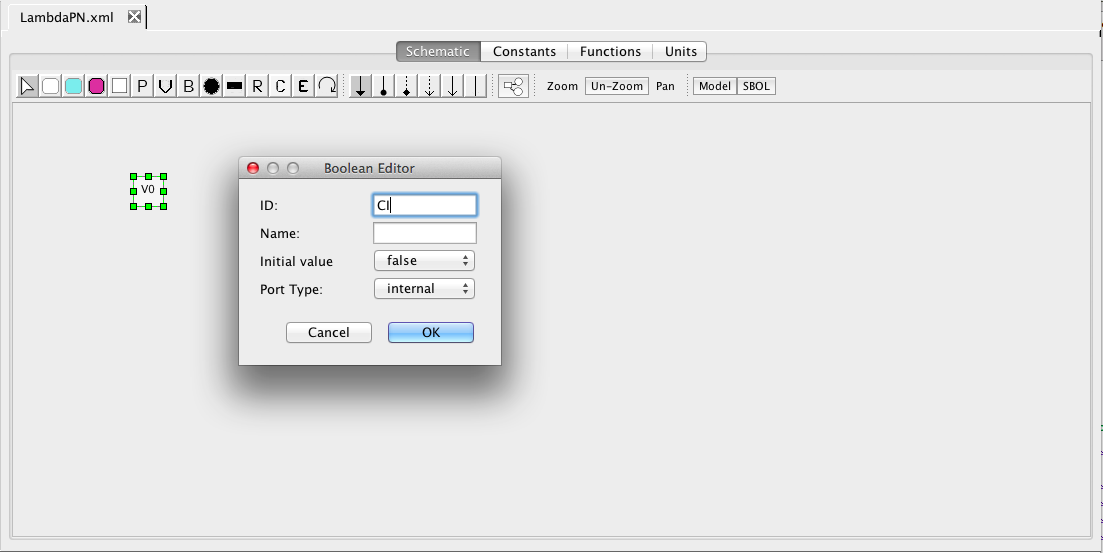 LambdaPN.xml
Schematic Constants Functions Units
P V B R C E Zoom Un-Zoom Pan Model SBOL
V0
Boolean Editor
ID: CI
Name:
Initial value false
Port Type: internal
Cancel OK